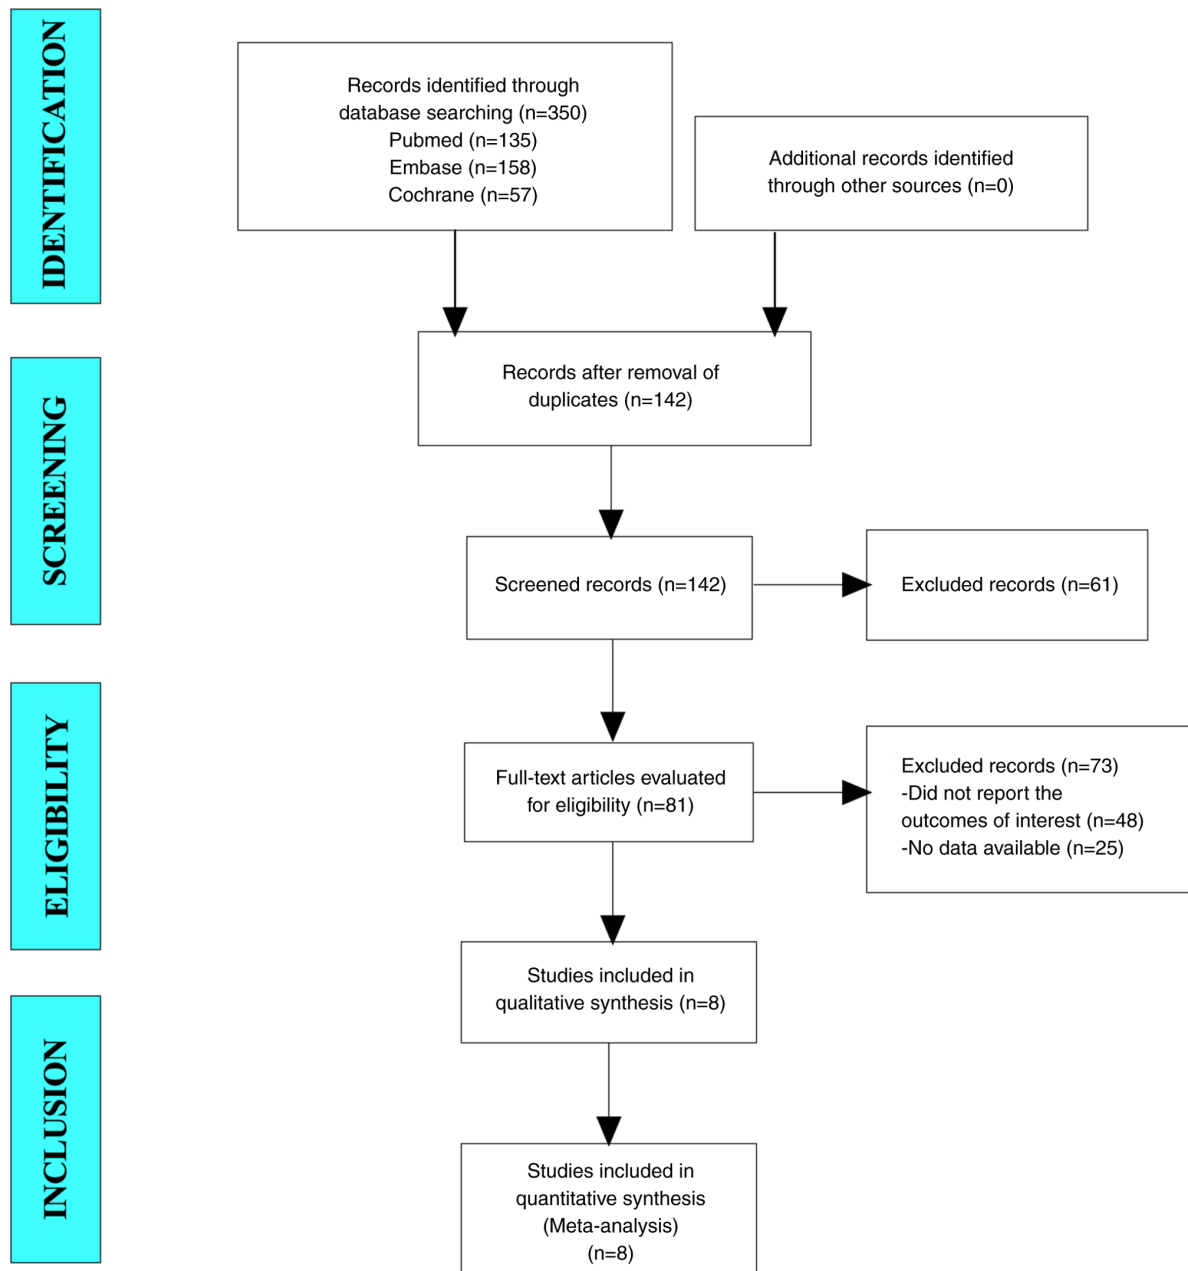 IDENTIFICATION
Records identified through
database searching (n=350)
Pubmed (n=135)
Embase (n=158)
Cochrane (n=57)
Additional records identified
through other sources (n=0)
SCREENING
Records after removal of
duplicates (n=142)
Screened records (n=142)
Excluded records (n=61)
ELIGIBILITY
Full-text articles evaluated
for eligibility (n=81)
Excluded records (n=73)
-Did not report the
outcomes of interest (n=48)
-No data available (n=25)
Studies included in
qualitative synthesis (n=8)
INCLUSION
Studies included in
quantitative synthesis
(Meta-analysis)
(n=8)